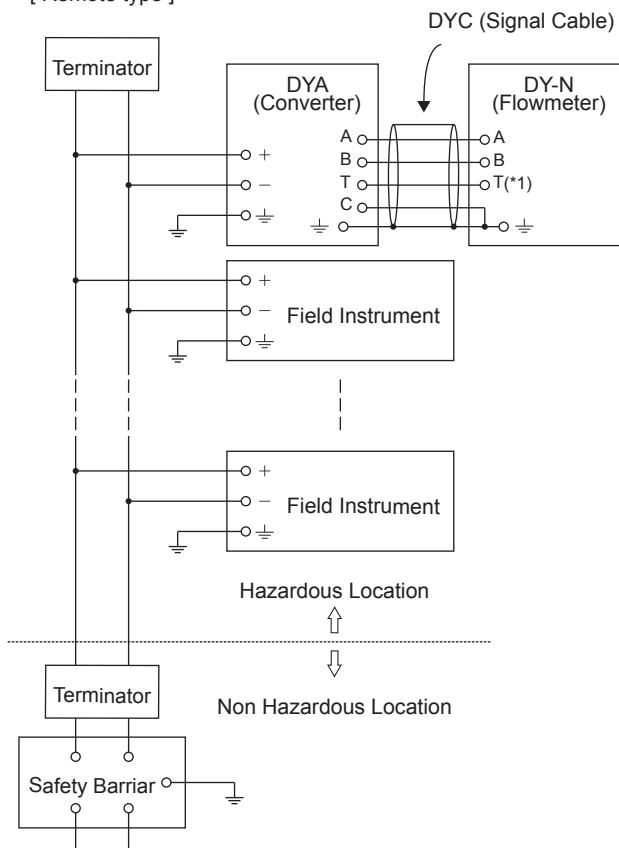 [ Remote type ]
DYC (Signal Cable)
Terminator
DYA
(Converter)
DY-N
(Flowmeter)
A
A
+
B
B
−
T
T(*1)
C
+
−
Field Instrument
+
−
Field Instrument
Hazardous Location
Terminator
Non Hazardous Location
Safety Barriar